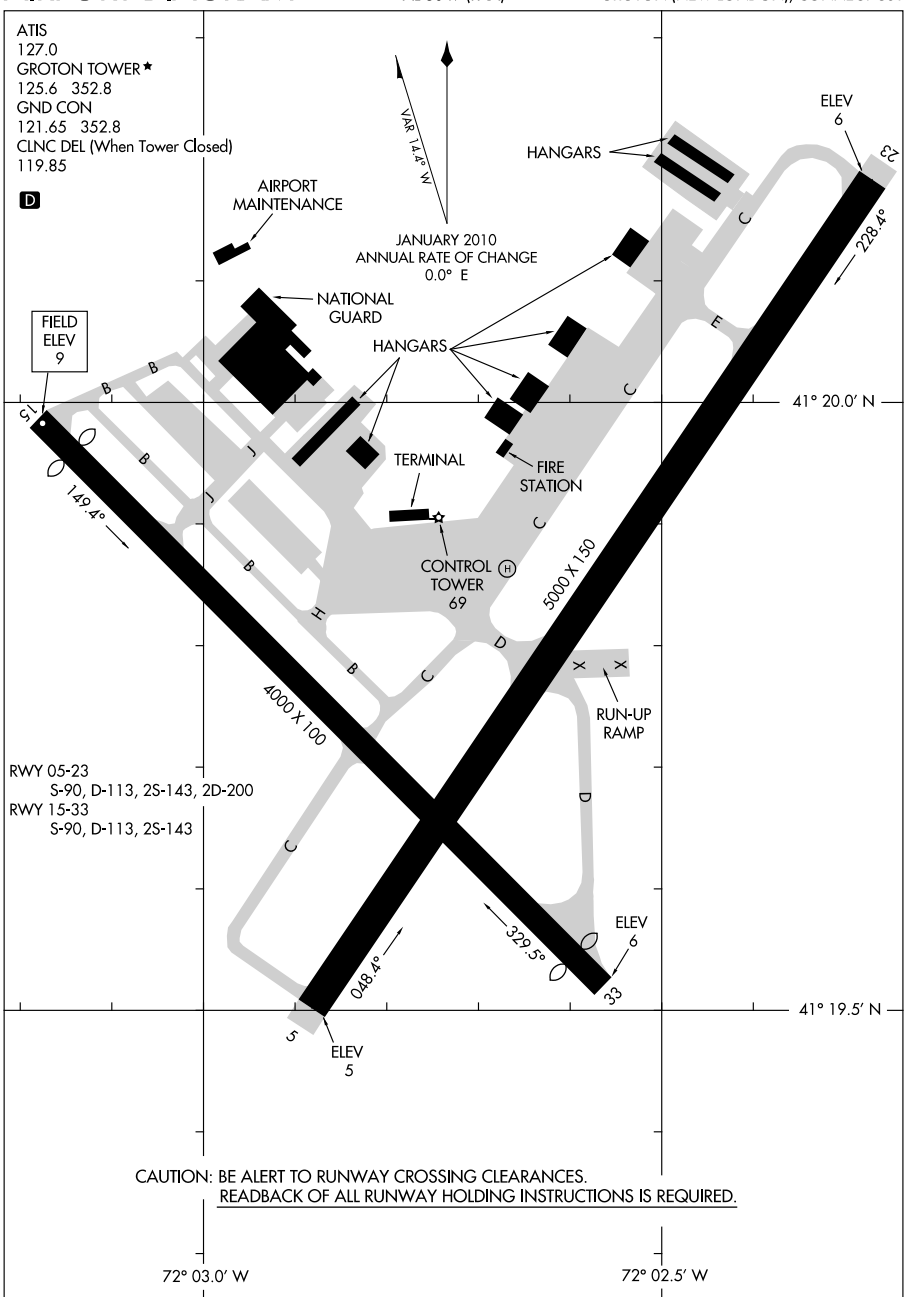 ATIS
127.0
GROTON TOWER★
125.6 352.8
GND CON
121.65 352.8
CLNC DEL (When Tower Closed)
119.85
D
VAR 14.4° W
JANUARY 2010
ANNUAL RATE OF CHANGE
0.0° E
HANGARS
ELEV
6
23
228.4°
C
AIRPORT
MAINTENANCE
NATIONAL
GUARD
FIELD
ELEV
9
HANGARS
E
B
B
C
41° 20.0' N
15
B
J
J
149.4°
TERMINAL
FIRE
STATION
C
CONTROL
TOWER
69
H
5000 X 150
B
H
B
C
D
X
X
RUN-UP
RAMP
4000 X 100
D
RWY 05-23
S-90, D-113, 2S-143, 2D-200
RWY 15-33
S-90, D-113, 2S-143
C
048.4°
329.5°
ELEV
6
33
41° 19.5' N
5
ELEV
5
CAUTION: BE ALERT TO RUNWAY CROSSING CLEARANCES.
READBACK OF ALL RUNWAY HOLDING INSTRUCTIONS IS REQUIRED.
72° 03.0' W
72° 02.5' W